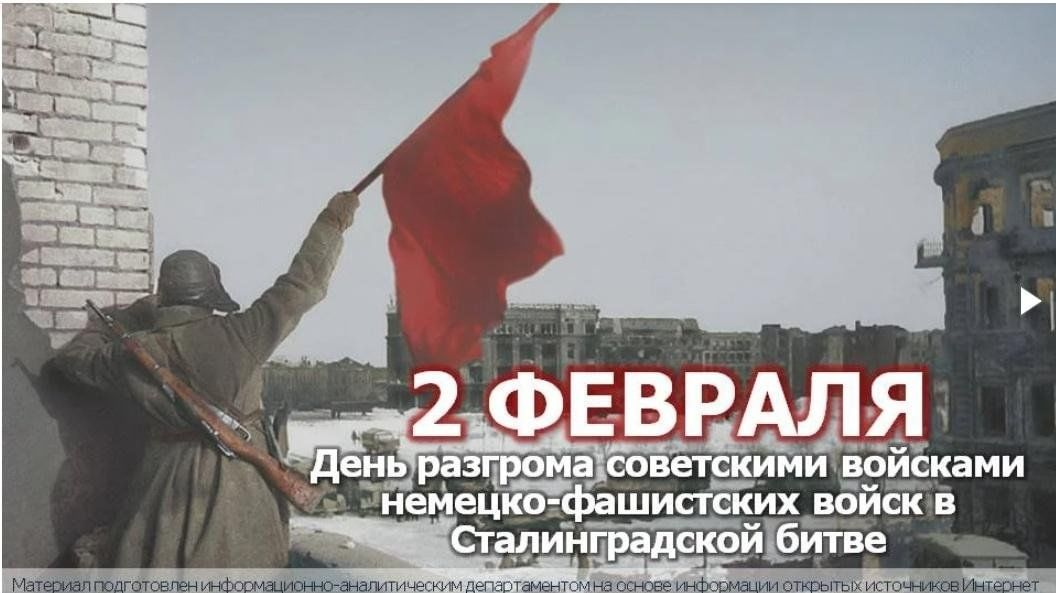 2 ФЕВРАЛЯ
День разгрома советскими войсками
немецко-фашистских войск в
Сталинградской битве
Материал подготовлен информационно-аналитическим департаментом на основе информации открытых источников Интернет